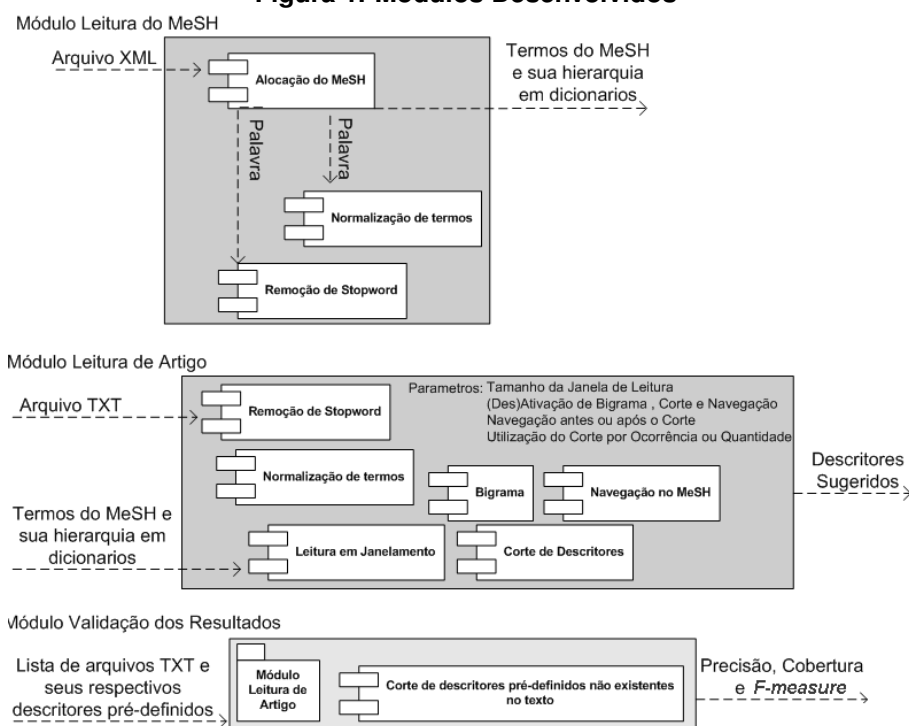 Figura 1. Módulos Desenvolvidos
Módulo Leitura do MeSH
Arquivo XML
Alocação do MeSH
Termos do MeSH
e sua hierarquia
em dicionarios
Palavra
Palavra
Normalização de termos
Remoção de Stopword
Módulo Leitura de Artigo
Arquivo TXT
Remoção de Stopword
Parametros: Tamanho da Janela de Leitura
(Des)Ativação de Bigrama , Corte e Navegação
Navegação antes ou após o Corte
Utilização do Corte por Ocorrência ou Quantidade
Normalização de termos
Bigrama
Navegação no MeSH
Descritores
Sugeridos
Termos do MeSH e
sua hierarquia em
dicionarios
Leitura em Janelamento
Corte de Descritores
Módulo Validação dos Resultados
Lista de arquivos TXT e
seus respectivos
descritores pré-definidos
Módulo
Leitura de
Artigo
Corte de descritores pré-definidos não existentes
no texto
Precisão, Cobertura
e F-measure